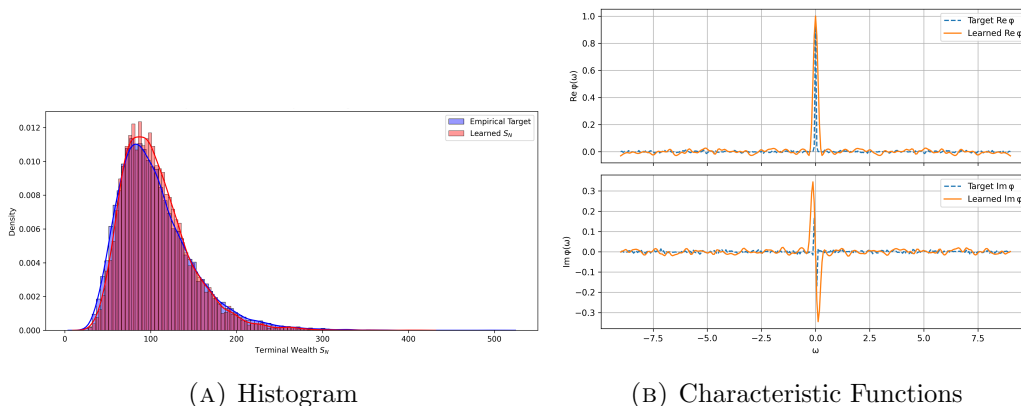 Empirical Target
Learned S_N
Density
0.012
0.010
0.008
0.006
0.004
0.002
0.000
0 100 200 300 400 500
Terminal Wealth S_N
(A) Histogram
Target Re φ
Learned Re φ
Re φ(ω)
1.0
0.8
0.6
0.4
0.2
0.0
Target Im φ
Learned Im φ
Im φ(ω)
0.3
0.2
0.1
0.0
−0.1
−0.2
−0.3
−7.5 −5.0 −2.5 0.0 2.5 5.0 7.5
ω
(B) Characteristic Functions